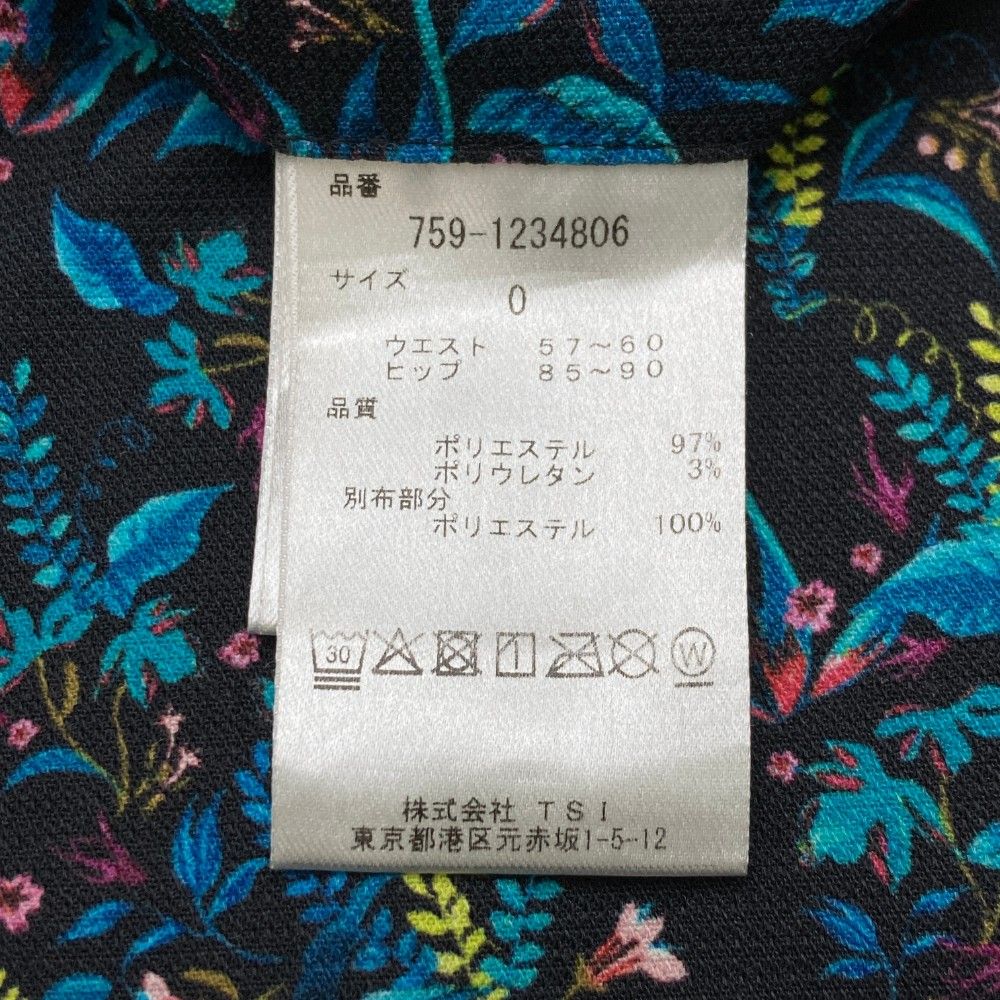 品番
759-1234806
サイズ
0
ウエスト 57～60
ヒップ 85～90
品質
ポリエステル 97%
ポリウレタン 3%
別布部分
ポリエステル 100%
30 W
株式会社 TSI
東京都港区元赤坂1-5-12